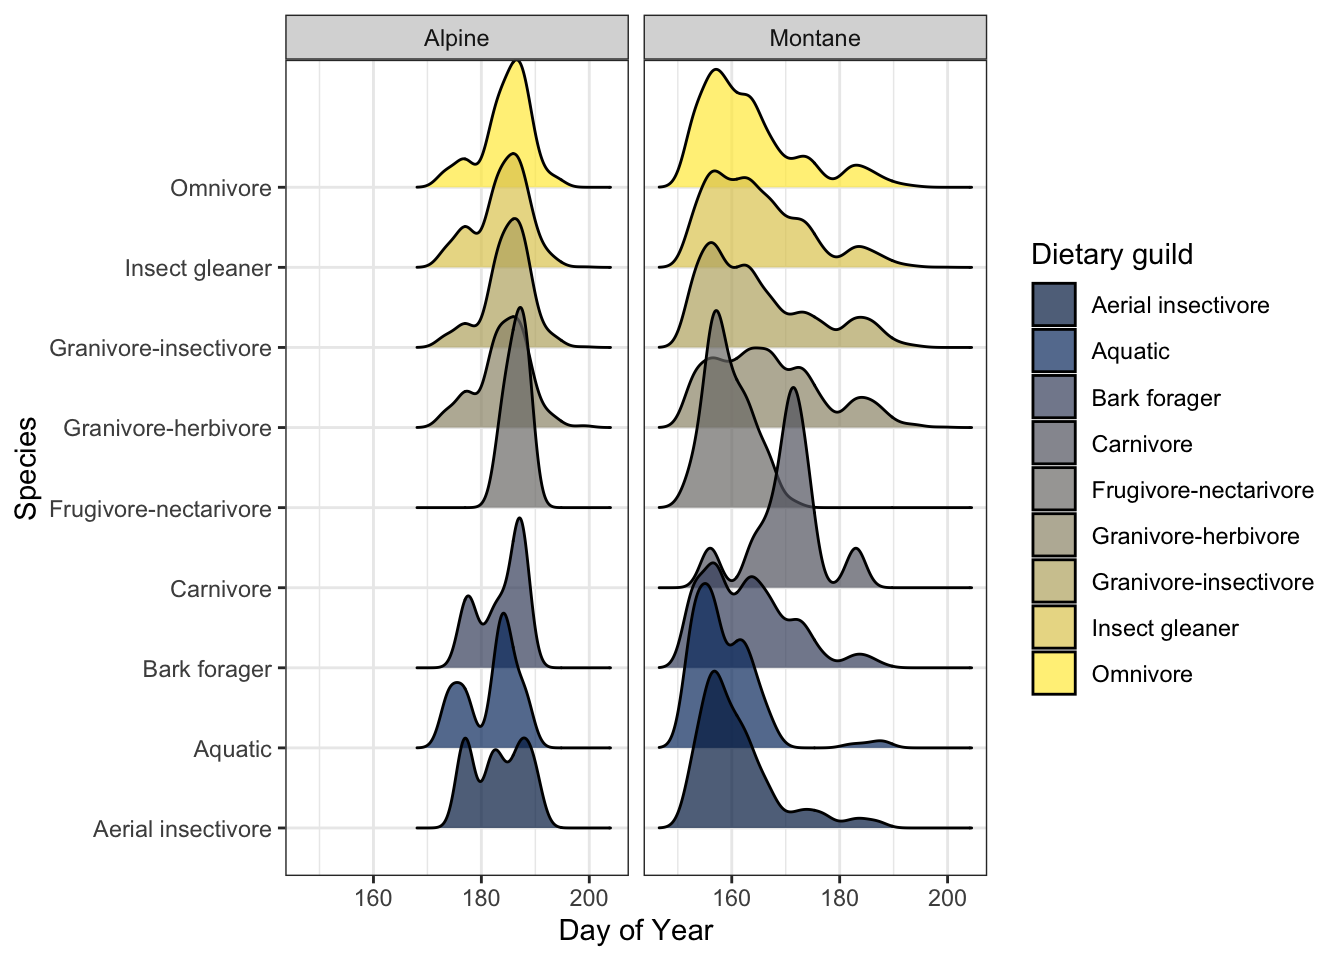 Alpine
Montane
Species
Omnivore
Insect gleaner
Granivore-insectivore
Granivore-herbivore
Frugivore-nectarivore
Carnivore
Bark forager
Aquatic
Aerial insectivore
160 180 200
160 180 200
Day of Year
Dietary guild
Aerial insectivore
Aquatic
Bark forager
Carnivore
Frugivore-nectarivore
Granivore-herbivore
Granivore-insectivore
Insect gleaner
Omnivore